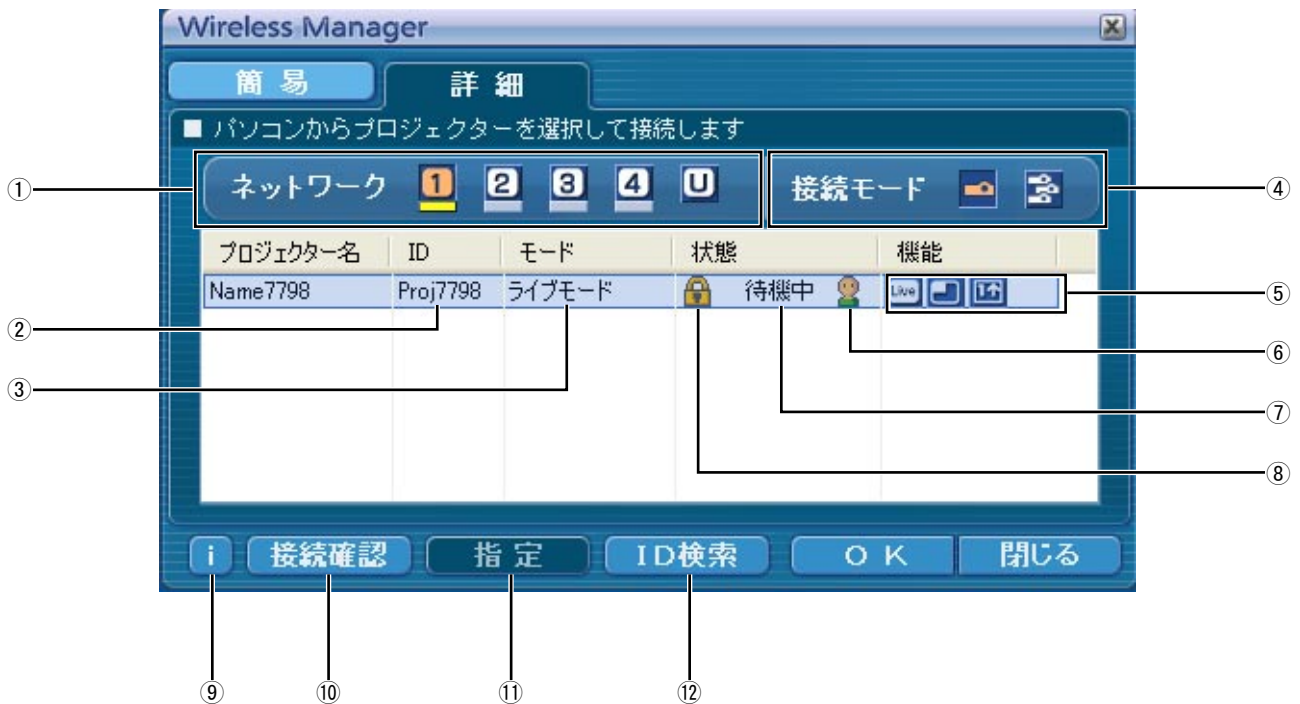 Wireless Manager
簡 易
詳 細
■ パソコンからプロジェクターを選択して接続します
① ネットワーク 1 2 3 4 U 接続モード ④
プロジェクター名 ID モード 状態 機能
Name7798 Proj7798 ライブモード 待機中 Live 1 ⑤
②
⑥
③
⑦
⑧
i 接続確認 指 定 ID検索 O K 閉じる
⑨ ⑩ ⑪ ⑫